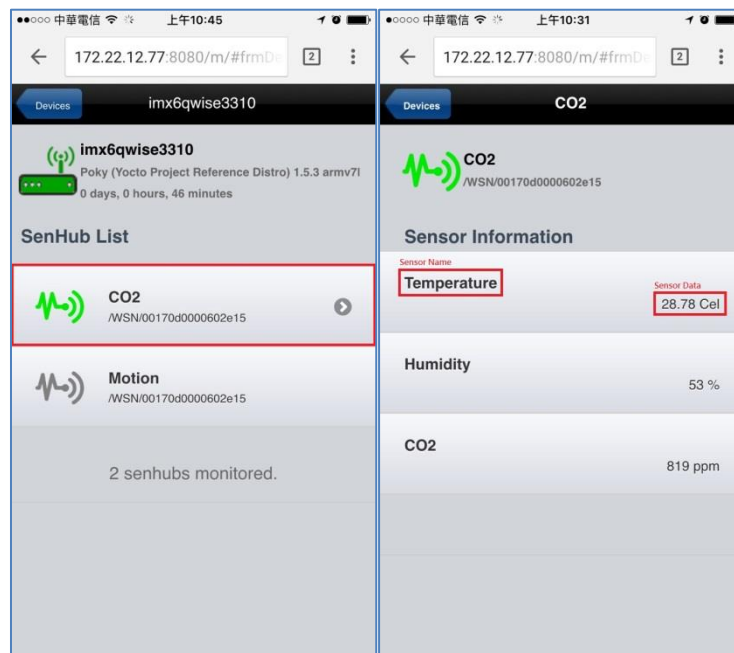 中華電信 上午10:45
172.22.12.77:8080/m/#frmDe 2
Devices imx6qwise3310
imx6qwise3310
Poky (Yocto Project Reference Distro) 1.5.3 armv7l
0 days, 0 hours, 46 minutes
SenHub List
CO2
/WSN/00170d0000602e15
Motion
/WSN/00170d0000602e15
2 senhubs monitored.
中華電信 上午10:31
172.22.12.77:8080/m/#frmDe 2
Devices CO2
CO2
/WSN/00170d0000602e15
Sensor Information
Sensor Name
Temperature
Sensor Data
28.78 Cel
Humidity
53 %
CO2
819 ppm